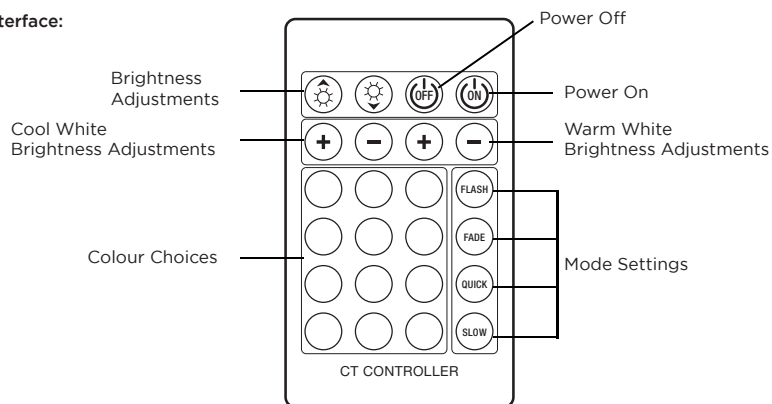 terface:
Power Off
Brightness
Adjustments
OFF
ON
Power On
Cool White
Brightness Adjustments
+
−
+
−
Warm White
Brightness Adjustments
FLASH
FADE
Colour Choices
Mode Settings
QUICK
SLOW
CT CONTROLLER